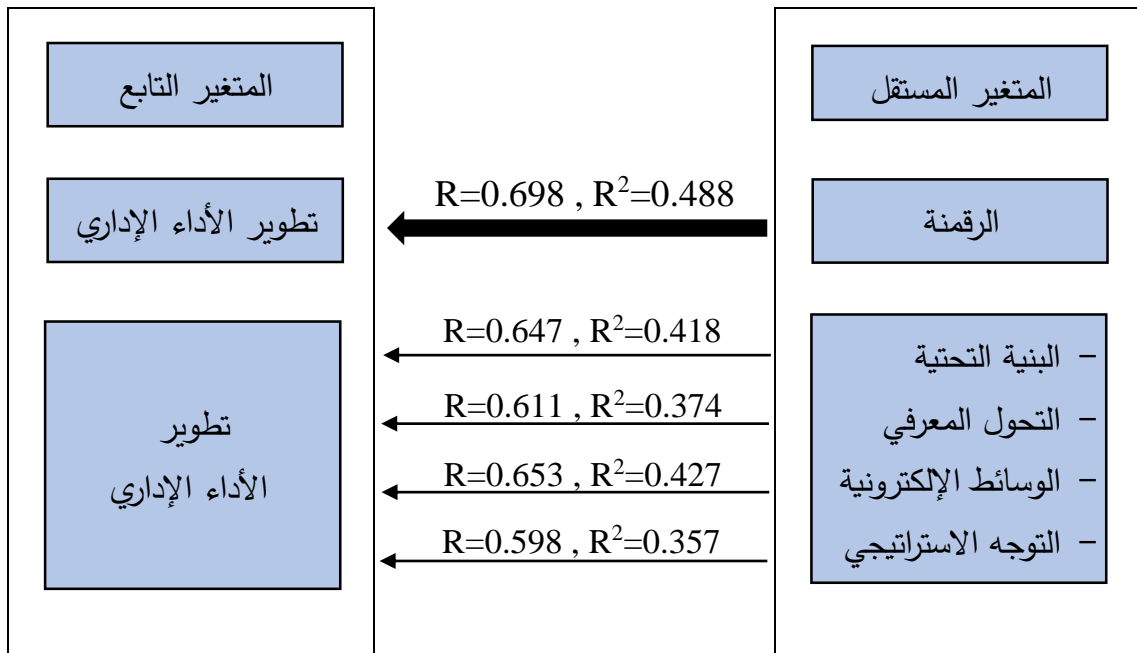 المتغير المستقل
المتغير التابع
الرقمنة
R=0.698 , R²=0.488
تطوير الأداء الإداري
– البنية التحتية
– التحول المعرفي
– الوسائط الإلكترونية
– التوجه الاستراتيجي
R=0.647 , R²=0.418
R=0.611 , R²=0.374
R=0.653 , R²=0.427
R=0.598 , R²=0.357
تطوير
الأداء الإداري